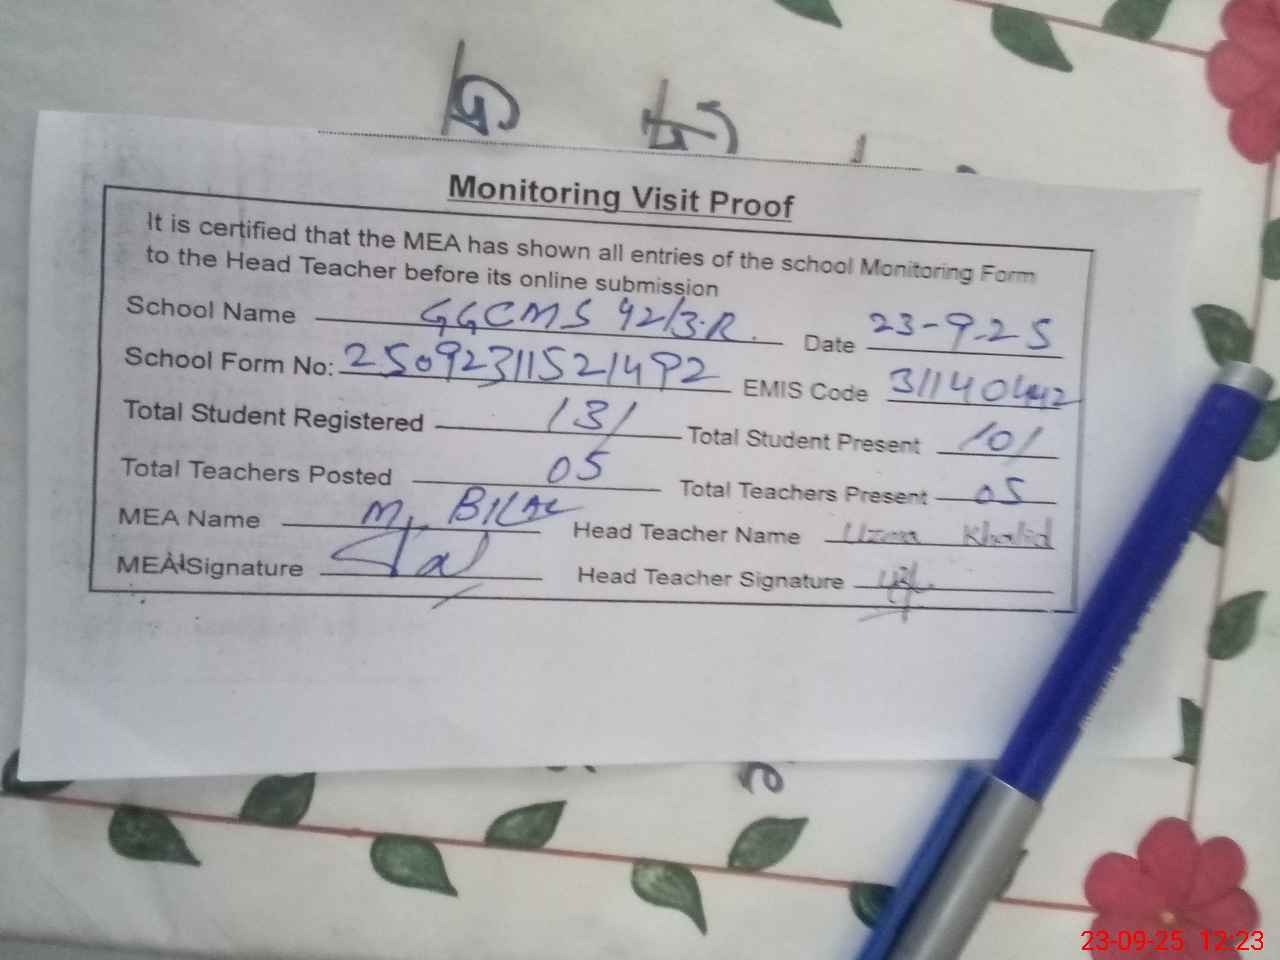 Monitoring Visit Proof
It is certified that the MEA has shown all entries of the school Monitoring Form
to the Head Teacher before its online submission
School Name GGCMS 92/3.R Date 23-9-25
School Form No: 25092311521492 EMIS Code 31140442
Total Student Registered 131 Total Student Present 101
Total Teachers Posted 05 Total Teachers Present 05
MEA Name M. BILAL Head Teacher Name Uzma Khalid
MEA Signature Head Teacher Signature
23-09-25 12:23